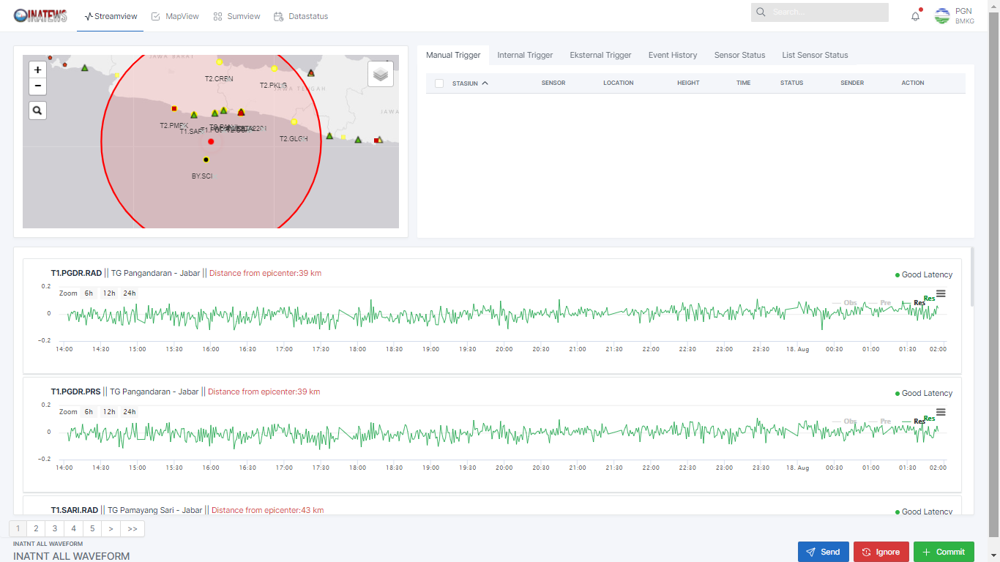 INATEWS
Streamview
MapView
Sumview
Datastatus
Search...
PGN
BMKG
+
−
JAWA BARAT
T2.CRBN
T2.PKLG
JAWA TENGAH
JAWA
T1.SARI
T2.GLGH
BY.SCI
Manual Trigger
Internal Trigger
Eksternal Trigger
Event History
Sensor Status
List Sensor Status
STASIUN
SENSOR
LOCATION
HEIGHT
TIME
STATUS
SENDER
ACTION
T1.PGDR.RAD || TG Pangandaran - Jabar || Distance from epicenter:39 km
Good Latency
Zoom 6h 12h 24h
Obs Pre Res
Res
0.2
0
−0.2
14:00 14:30 15:00 15:30 16:00 16:30 17:00 17:30 18:00 18:30 19:00 19:30 20:00 20:30 21:00 21:30 22:00 22:30 23:00 23:30 18. Aug 00:30 01:00 01:30 02:00
T1.PGDR.PRS || TG Pangandaran - Jabar || Distance from epicenter:39 km
Good Latency
Zoom 6h 12h 24h
Obs Pre Res
Res
0.2
0
−0.2
14:00 14:30 15:00 15:30 16:00 16:30 17:00 17:30 18:00 18:30 19:00 19:30 20:00 20:30 21:00 21:30 22:00 22:30 23:00 23:30 18. Aug 00:30 01:00 01:30 02:00
T1.SARI.RAD || TG Pamayang Sari - Jabar || Distance from epicenter:43 km
Good Latency
1 2 3 4 5 > >>
INATNT ALL WAVEFORM
INATNT ALL WAVEFORM
Send
Ignore
+ Commit